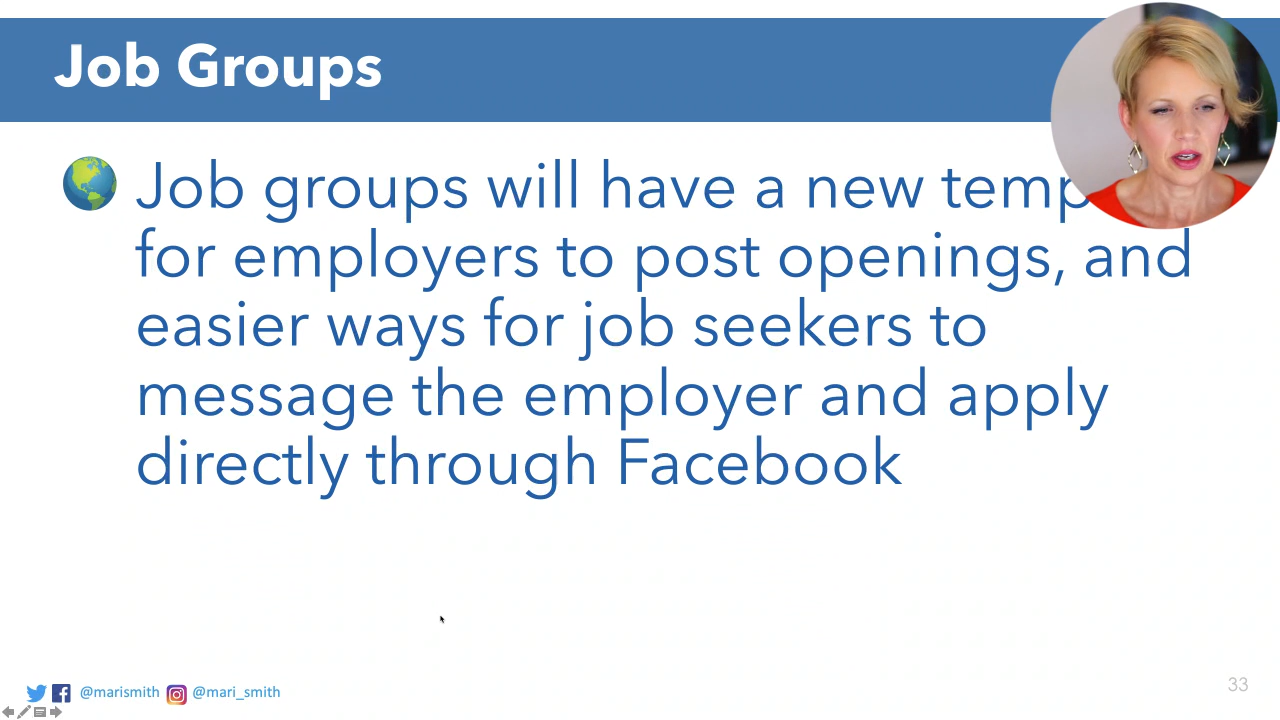 Job Groups
Job groups will have a new
for employers to post openings, and
easier ways for job seekers to
message the employer and apply
directly through Facebook
@marismith @mari_smith
33